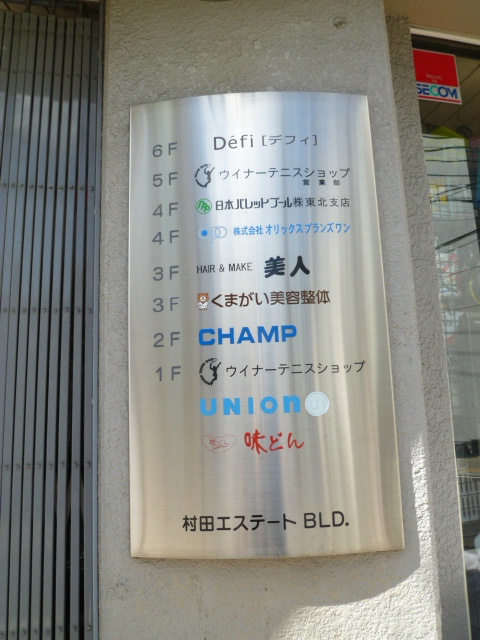 SECOM
6F Défi [デフィ]
5F ウイナーテニスショップ
営業部
4F 日本パレットプール株東北支店
4F 株式会社 オリックスブランズワン
3F HAIR & MAKE 美人
3F くまがい美容整体
2F CHAMP
1F ウイナーテニスショップ
UNION
味どん 味どん
村田エステート BLD.